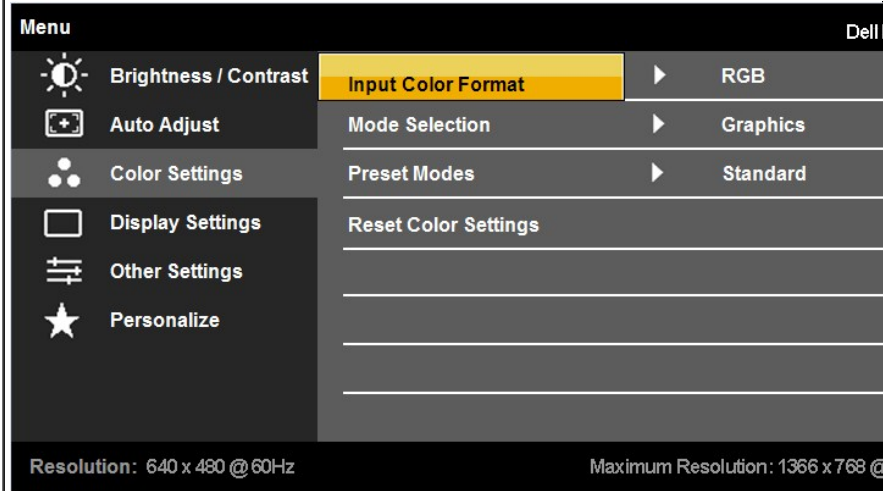 Menu
Dell
Brightness / Contrast
Input Color Format
RGB
Auto Adjust
Mode Selection
Graphics
Color Settings
Preset Modes
Standard
Display Settings
Reset Color Settings
Other Settings
Personalize
Resolution: 640 x 480 @ 60Hz
Maximum Resolution: 1366 x 768 @